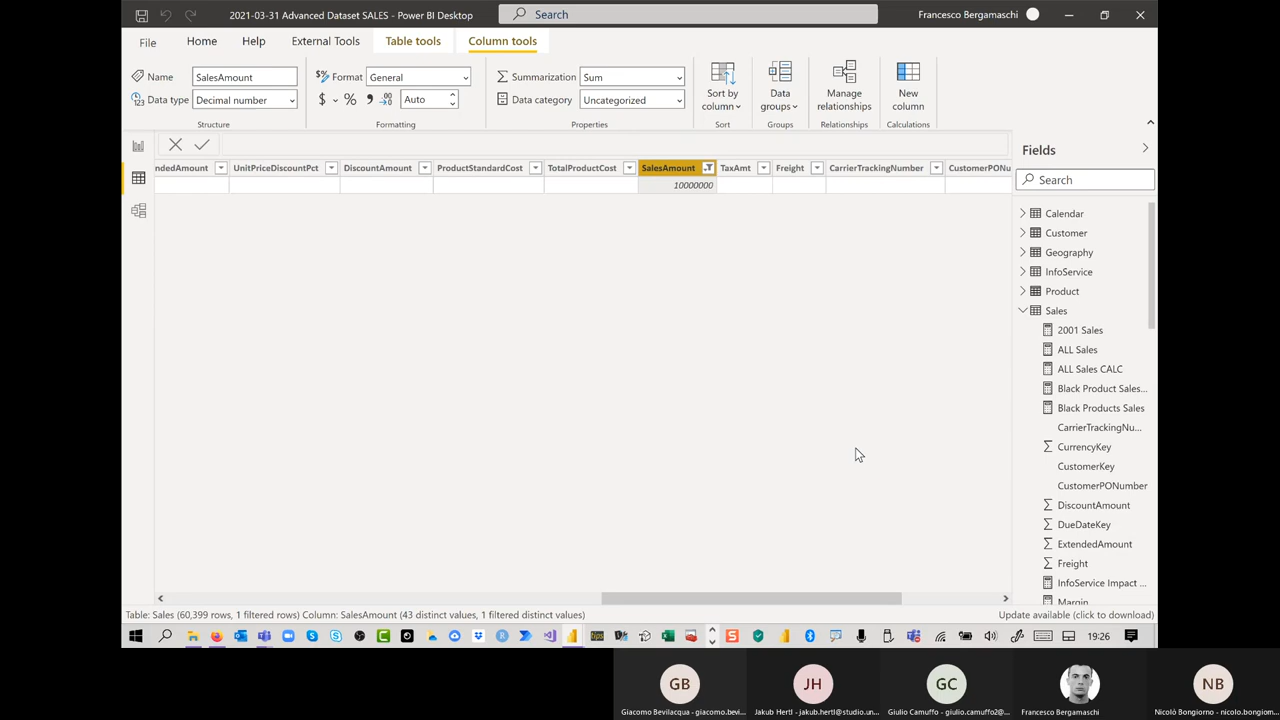 2021-03-31 Advanced Dataset SALES - Power BI Desktop
Search
Francesco Bergamaschi
File
Home
Help
External Tools
Table tools
Column tools
Name
SalesAmount
Format
General
Summarization
Sum
Data type
Decimal number
$
%
Auto
Data category
Uncategorized
Sort by column
Data groups
Manage relationships
New column
Structure
Formatting
Properties
Sort
Groups
Relationships
Calculations
Fields
Search
ndedAmount
UnitPriceDiscountPct
DiscountAmount
ProductStandardCost
TotalProductCost
SalesAmount
TaxAmt
Freight
CarrierTrackingNumber
CustomerPONu
10000000
Calendar
Customer
Geography
InfoService
Product
Sales
2001 Sales
ALL Sales
ALL Sales CALC
Black Product Sales...
Black Products Sales
CarrierTrackingNu...
CurrencyKey
CustomerKey
CustomerPONumber
DiscountAmount
DueDateKey
ExtendedAmount
Freight
InfoService Impact ...
Margin
Table: Sales (60,399 rows, 1 filtered rows) Column: SalesAmount (43 distinct values, 1 filtered distinct values)
Update available (click to download)
19:26
GB
JH
GC
NB
Giacomo Bevilacqua - giacomo.bevi...
Jakub Hertl - jakub.hertl@studio.un...
Giulio Camuffo - giulio.camuffo2@...
Francesco Bergamaschi
Nicolò Bongiorno - nicolo.bongiorn